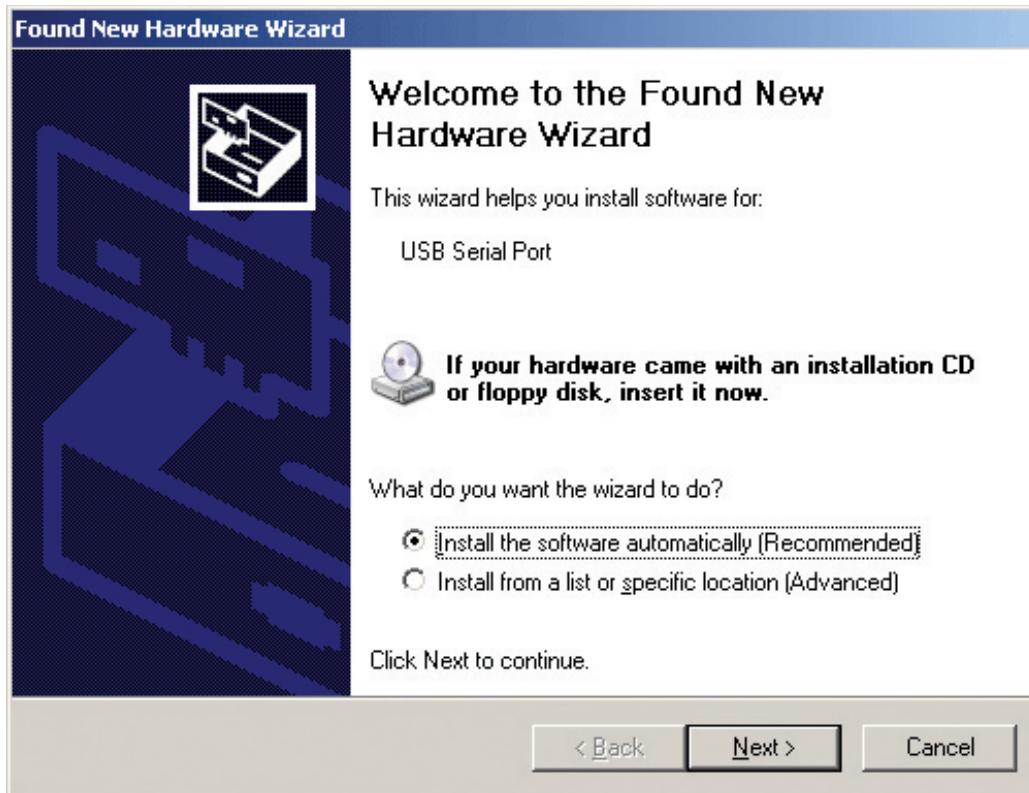 Found New Hardware Wizard
Welcome to the Found New
Hardware Wizard
This wizard helps you install software for:
USB Serial Port
If your hardware came with an installation CD
or floppy disk, insert it now.
What do you want the wizard to do?
Install the software automatically (Recommended)
Install from a list or specific location (Advanced)
Click Next to continue.
< Back
Next >
Cancel